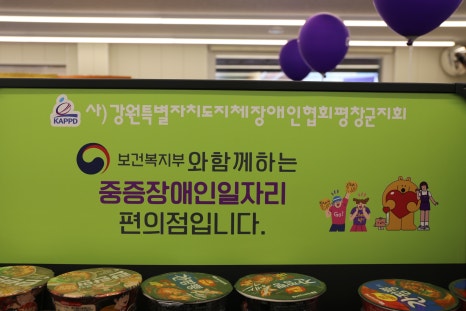 KAPPD
사)강원특별자치도지체장애인협회평창군지회
보건복지부 와함께하는
중증장애인일자리
편의점입니다.